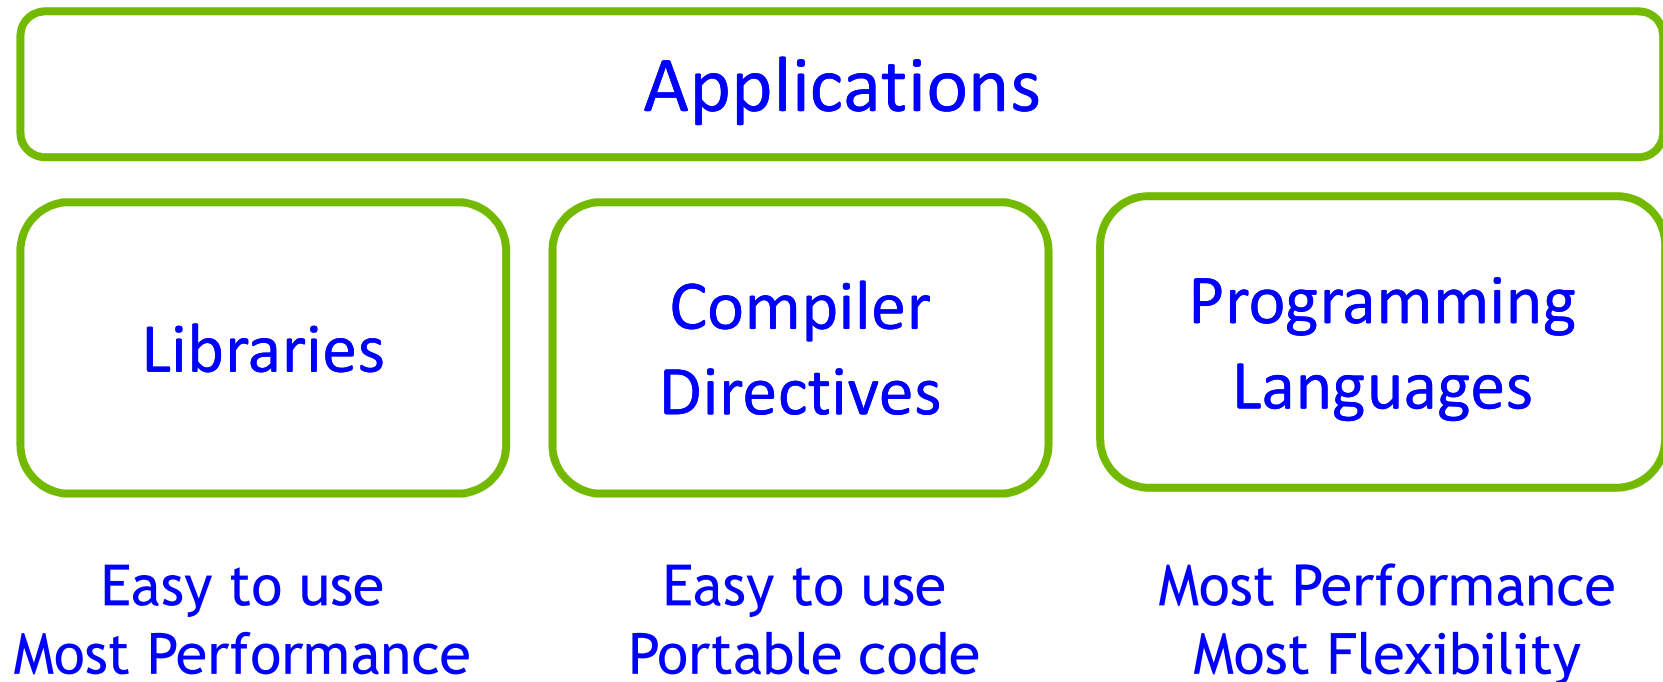 Applications
Libraries
Compiler
Directives
Programming
Languages
Easy to use
Most Performance
Easy to use
Portable code
Most Performance
Most Flexibility